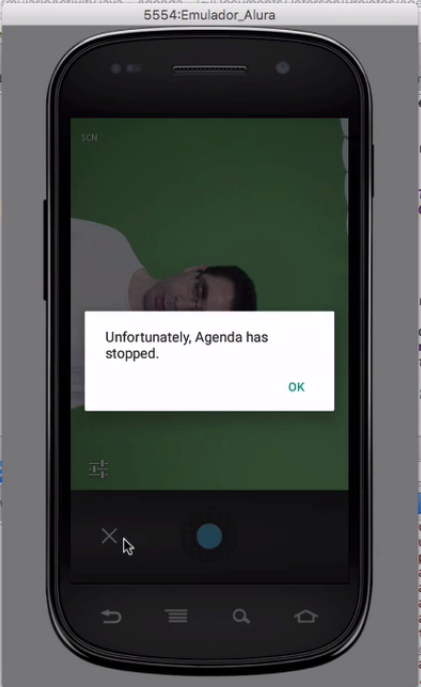 5554:Emulador_Alura
SCN
Unfortunately, Agenda has
stopped.
OK